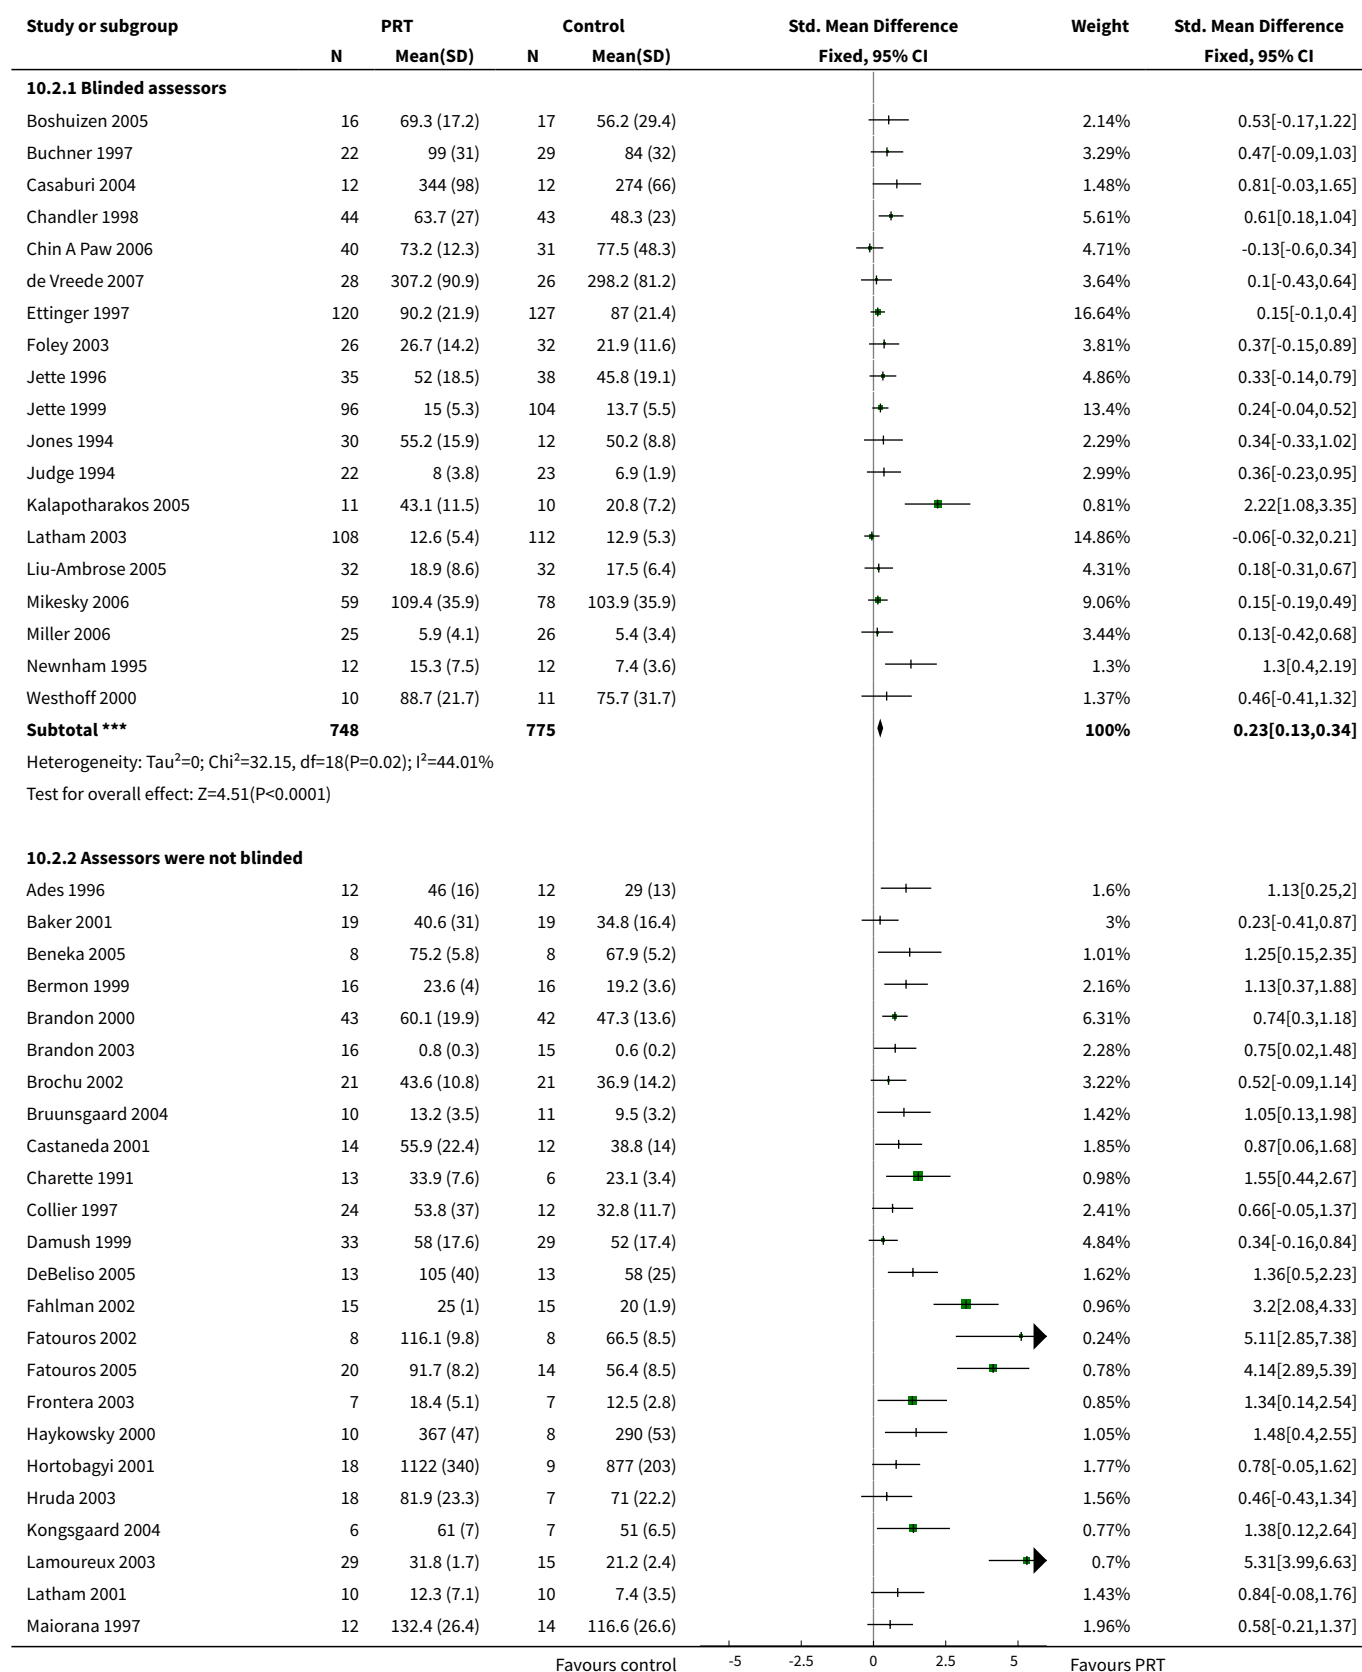 Study or subgroup PRT Control Std. Mean Difference Weight Std. Mean Difference
N Mean(SD) N Mean(SD) Fixed, 95% CI Fixed, 95% CI
10.2.1 Blinded assessors
Boshuizen 2005 16 69.3 (17.2) 17 56.2 (29.4) 2.14% 0.53[-0.17,1.22]
Buchner 1997 22 99 (31) 29 84 (32) 3.29% 0.47[-0.09,1.03]
Casaburi 2004 12 344 (98) 12 274 (66) 1.48% 0.81[-0.03,1.65]
Chandler 1998 44 63.7 (27) 43 48.3 (23) 5.61% 0.61[0.18,1.04]
Chin A Paw 2006 40 73.2 (12.3) 31 77.5 (48.3) 4.71% -0.13[-0.6,0.34]
de Vreede 2007 28 307.2 (90.9) 26 298.2 (81.2) 3.64% 0.1[-0.43,0.64]
Ettinger 1997 120 90.2 (21.9) 127 87 (21.4) 16.64% 0.15[-0.1,0.4]
Foley 2003 26 26.7 (14.2) 32 21.9 (11.6) 3.81% 0.37[-0.15,0.89]
Jette 1996 35 52 (18.5) 38 45.8 (19.1) 4.86% 0.33[-0.14,0.79]
Jette 1999 96 15 (5.3) 104 13.7 (5.5) 13.4% 0.24[-0.04,0.52]
Jones 1994 30 55.2 (15.9) 12 50.2 (8.8) 2.29% 0.34[-0.33,1.02]
Judge 1994 22 8 (3.8) 23 6.9 (1.9) 2.99% 0.36[-0.23,0.95]
Kalapotharakos 2005 11 43.1 (11.5) 10 20.8 (7.2) 0.81% 2.22[1.08,3.35]
Latham 2003 108 12.6 (5.4) 112 12.9 (5.3) 14.86% -0.06[-0.32,0.21]
Liu-Ambrose 2005 32 18.9 (8.6) 32 17.5 (6.4) 4.31% 0.18[-0.31,0.67]
Mikesky 2006 59 109.4 (35.9) 78 103.9 (35.9) 9.06% 0.15[-0.19,0.49]
Miller 2006 25 5.9 (4.1) 26 5.4 (3.4) 3.44% 0.13[-0.42,0.68]
Newnham 1995 12 15.3 (7.5) 12 7.4 (3.6) 1.3% 1.3[0.4,2.19]
Westhoff 2000 10 88.7 (21.7) 11 75.7 (31.7) 1.37% 0.46[-0.41,1.32]
Subtotal *** 748 775 100% 0.23[0.13,0.34]
Heterogeneity: Tau²=0; Chi²=32.15, df=18(P=0.02); I²=44.01%
Test for overall effect: Z=4.51(P<0.0001)
10.2.2 Assessors were not blinded
Ades 1996 12 46 (16) 12 29 (13) 1.6% 1.13[0.25,2]
Baker 2001 19 40.6 (31) 19 34.8 (16.4) 3% 0.23[-0.41,0.87]
Beneka 2005 8 75.2 (5.8) 8 67.9 (5.2) 1.01% 1.25[0.15,2.35]
Bermon 1999 16 23.6 (4) 16 19.2 (3.6) 2.16% 1.13[0.37,1.88]
Brandon 2000 43 60.1 (19.9) 42 47.3 (13.6) 6.31% 0.74[0.3,1.18]
Brandon 2003 16 0.8 (0.3) 15 0.6 (0.2) 2.28% 0.75[0.02,1.48]
Brochu 2002 21 43.6 (10.8) 21 36.9 (14.2) 3.22% 0.52[-0.09,1.14]
Bruunsgaard 2004 10 13.2 (3.5) 11 9.5 (3.2) 1.42% 1.05[0.13,1.98]
Castaneda 2001 14 55.9 (22.4) 12 38.8 (14) 1.85% 0.87[0.06,1.68]
Charette 1991 13 33.9 (7.6) 6 23.1 (3.4) 0.98% 1.55[0.44,2.67]
Collier 1997 24 53.8 (37) 12 32.8 (11.7) 2.41% 0.66[-0.05,1.37]
Damush 1999 33 58 (17.6) 29 52 (17.4) 4.84% 0.34[-0.16,0.84]
DeBeliso 2005 13 105 (40) 13 58 (25) 1.62% 1.36[0.5,2.23]
Fahlman 2002 15 25 (1) 15 20 (1.9) 0.96% 3.2[2.08,4.33]
Fatouros 2002 8 116.1 (9.8) 8 66.5 (8.5) 0.24% 5.11[2.85,7.38]
Fatouros 2005 20 91.7 (8.2) 14 56.4 (8.5) 0.78% 4.14[2.89,5.39]
Frontera 2003 7 18.4 (5.1) 7 12.5 (2.8) 0.85% 1.34[0.14,2.54]
Haykowsky 2000 10 367 (47) 8 290 (53) 1.05% 1.48[0.4,2.55]
Hortobagyi 2001 18 1122 (340) 9 877 (203) 1.77% 0.78[-0.05,1.62]
Hruda 2003 18 81.9 (23.3) 7 71 (22.2) 1.56% 0.46[-0.43,1.34]
Kongsgaard 2004 6 61 (7) 7 51 (6.5) 0.77% 1.38[0.12,2.64]
Lamoureux 2003 29 31.8 (1.7) 15 21.2 (2.4) 0.7% 5.31[3.99,6.63]
Latham 2001 10 12.3 (7.1) 10 7.4 (3.5) 1.43% 0.84[-0.08,1.76]
Maiorana 1997 12 132.4 (26.4) 14 116.6 (26.6) 1.96% 0.58[-0.21,1.37]
Favours control -5 -2.5 0 2.5 5 Favours PRT